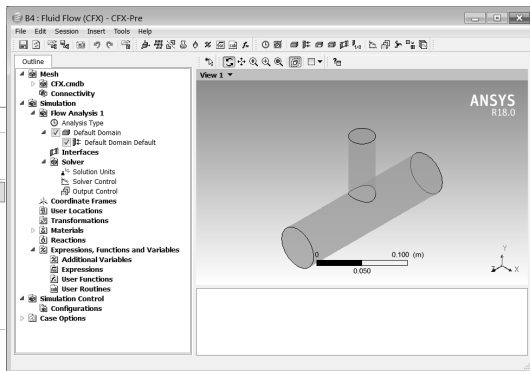 B4 : Fluid Flow (CFX) - CFX-Pre
File Edit Session Insert Tools Help
Outline
View 1
Mesh
CFX.cmdb
Connectivity
Simulation
Flow Analysis 1
Analysis Type
Default Domain
Default Domain Default
Interfaces
Solver
Solution Units
Solver Control
Output Control
Coordinate Frames
User Locations
Transformations
Materials
Reactions
Expressions, Functions and Variables
Additional Variables
Expressions
User Functions
User Routines
Simulation Control
Configurations
Case Options
ANSYS
R18.0
0 0.100 (m)
0.050
Y
Z X